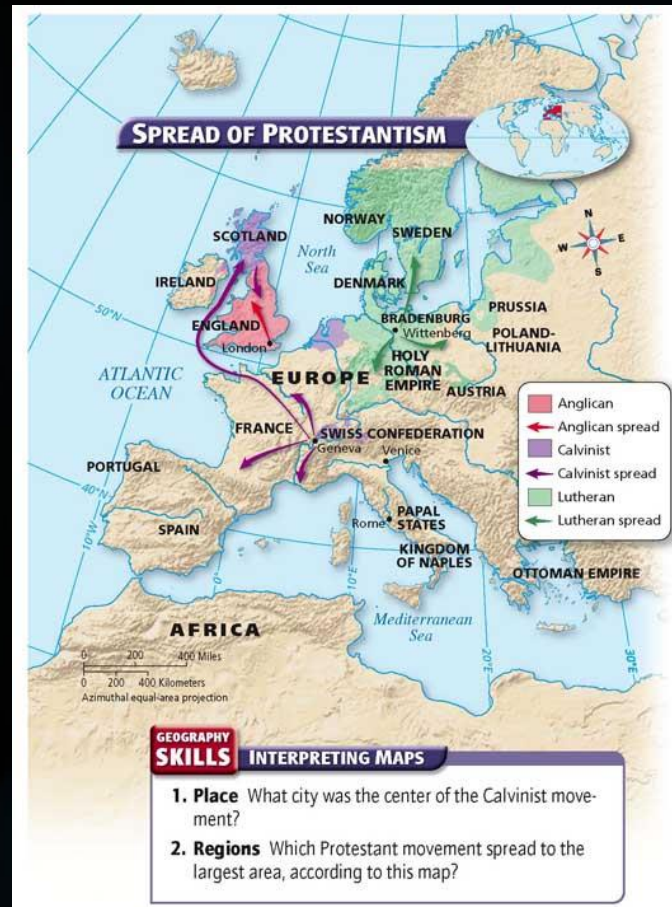 SPREAD OF PROTESTANTISM
NORWAY
SWEDEN
SCOTLAND
North
Sea
IRELAND
DENMARK
N
W
E
S
50°N
ENGLAND
London
BRADENBURG
Wittenberg
PRUSSIA
POLAND-
LITHUANIA
HOLY
ROMAN
EMPIRE
ATLANTIC
OCEAN
EUROPE
AUSTRIA
FRANCE
SWISS CONFEDERATION
Geneva
Venice
PORTUGAL
40°N
10°W
SPAIN
Rome
PAPAL
STATES
KINGDOM
OF NAPLES
OTTOMAN EMPIRE
0°
10°E
20°E
30°E
Mediterranean
Sea
AFRICA
Anglican
Anglican spread
Calvinist
Calvinist spread
Lutheran
Lutheran spread
0 200 400 Miles
0 200 400 Kilometers
Azimuthal equal-area projection
GEOGRAPHY
SKILLS INTERPRETING MAPS
1. Place What city was the center of the Calvinist move-
ment?
2. Regions Which Protestant movement spread to the
largest area, according to this map?